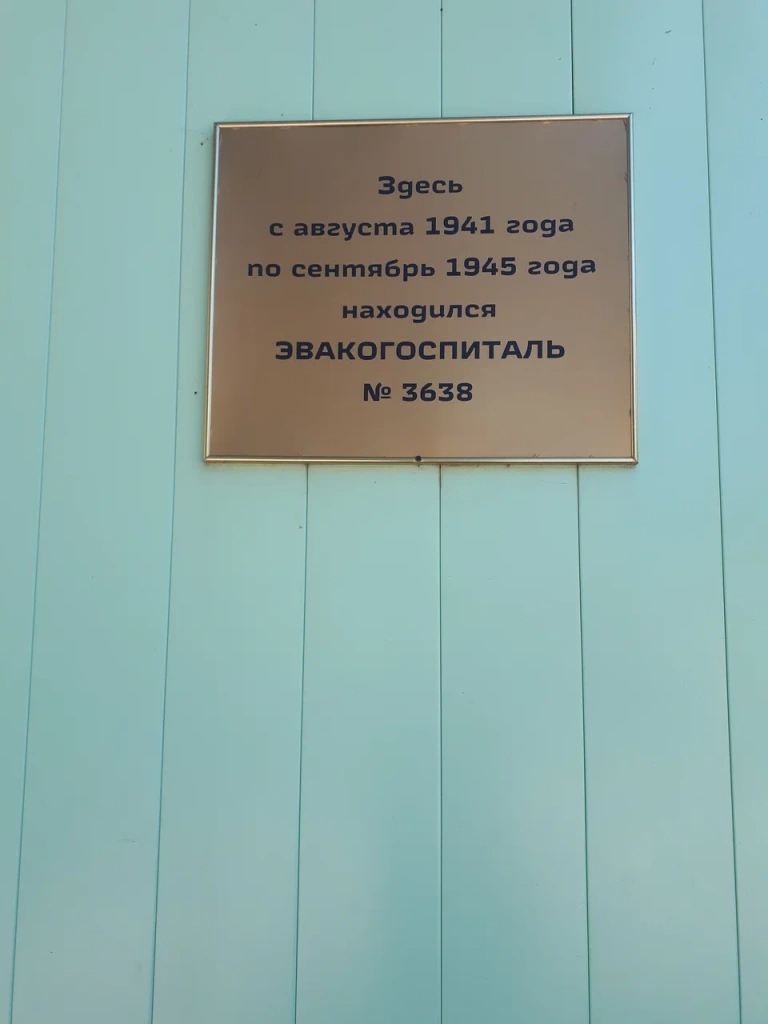 Здесь
с августа 1941 года
по сентябрь 1945 года
находился
ЭВАКОГОСПИТАЛЬ
№ 3638